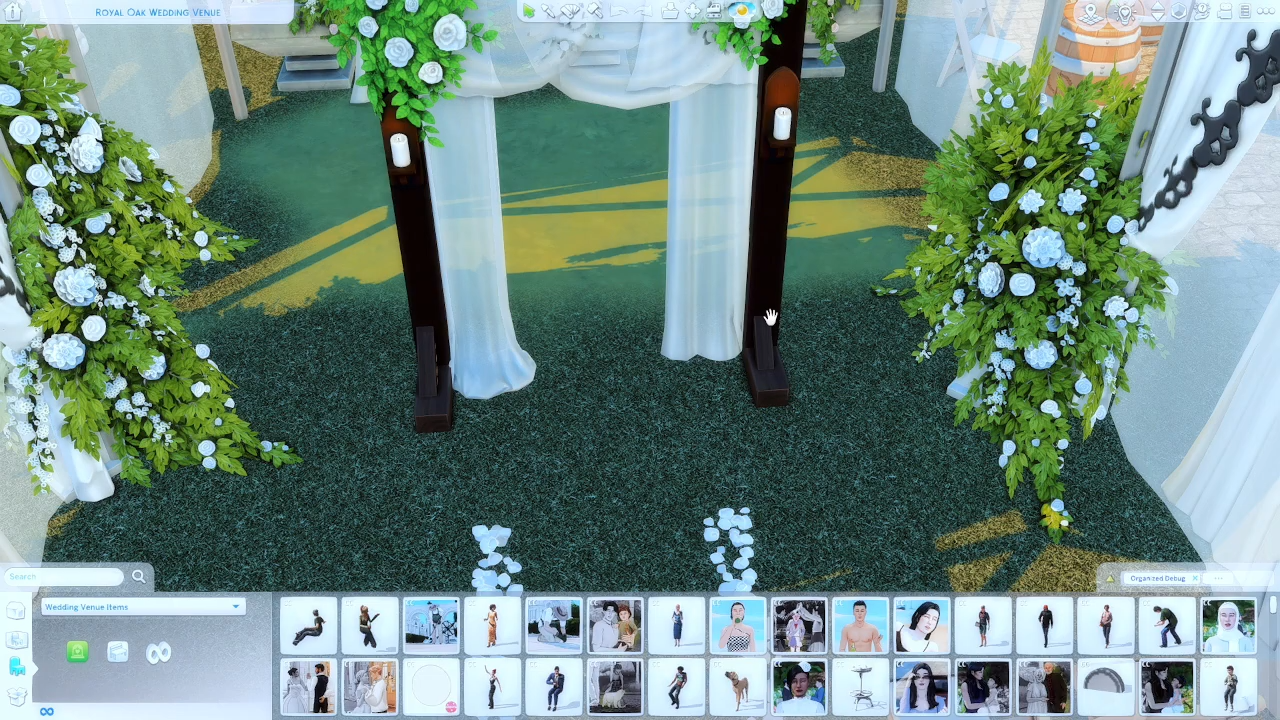 Royal Oak Wedding Venue
Search
Organized Debug
Wedding Venue Items